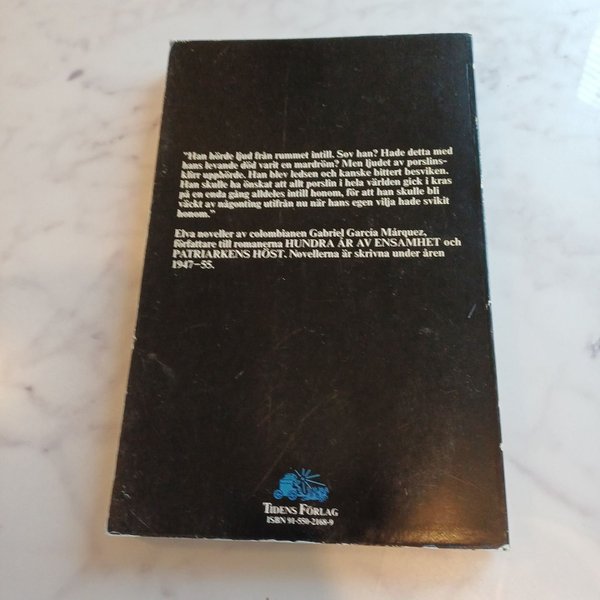 "Han hörde ljud från rummet intill. Sov han? Hade detta med
hans levande död varit en mardröm? Men ljudet av porslins-
klirr upphörde. Han blev ledsen och kanske bittert besviken.
Han skulle ha önskat att allt porslin i hela världen gick i kras
på en enda gång alldeles intill honom, för att han skulle bli
väckt av någonting utifrån nu när hans egen vilja hade svikit
honom."
Elva noveller av colombianen Gabriel García Márquez,
författare till romanerna HUNDRA ÅR AV ENSAMHET och
PATRIARKENS HÖST. Novellerna är skrivna under åren
1947–55.
TIDENS FÖRLAG
ISBN 91-550-2168-9